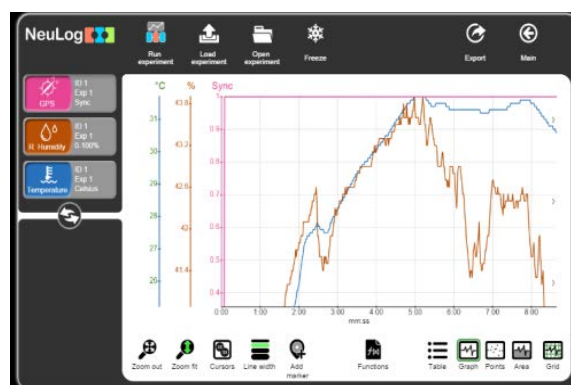 NeuLog
Run experiment
Load experiment
Open experiment
Freeze
Export
Main
GPS
ID 1
Exp 1
Sync
R. Humidity
ID 1
Exp 1
0-100%
Temperature
ID 1
Exp 1
Celsius
°C
%
Sync
31
30
29
28
27
26
43.8
43.2
42.6
42
41.4
1
0.9
0.8
0.7
0.6
0.5
0.4
0:00 1:00 2:00 3:00 4:00 5:00 6:00 7:00 8:00
mm:ss
Zoom out
Zoom fit
Cursors
Line width
Add marker
Functions
f(x)
Table
Graph
Points
Area
Grid